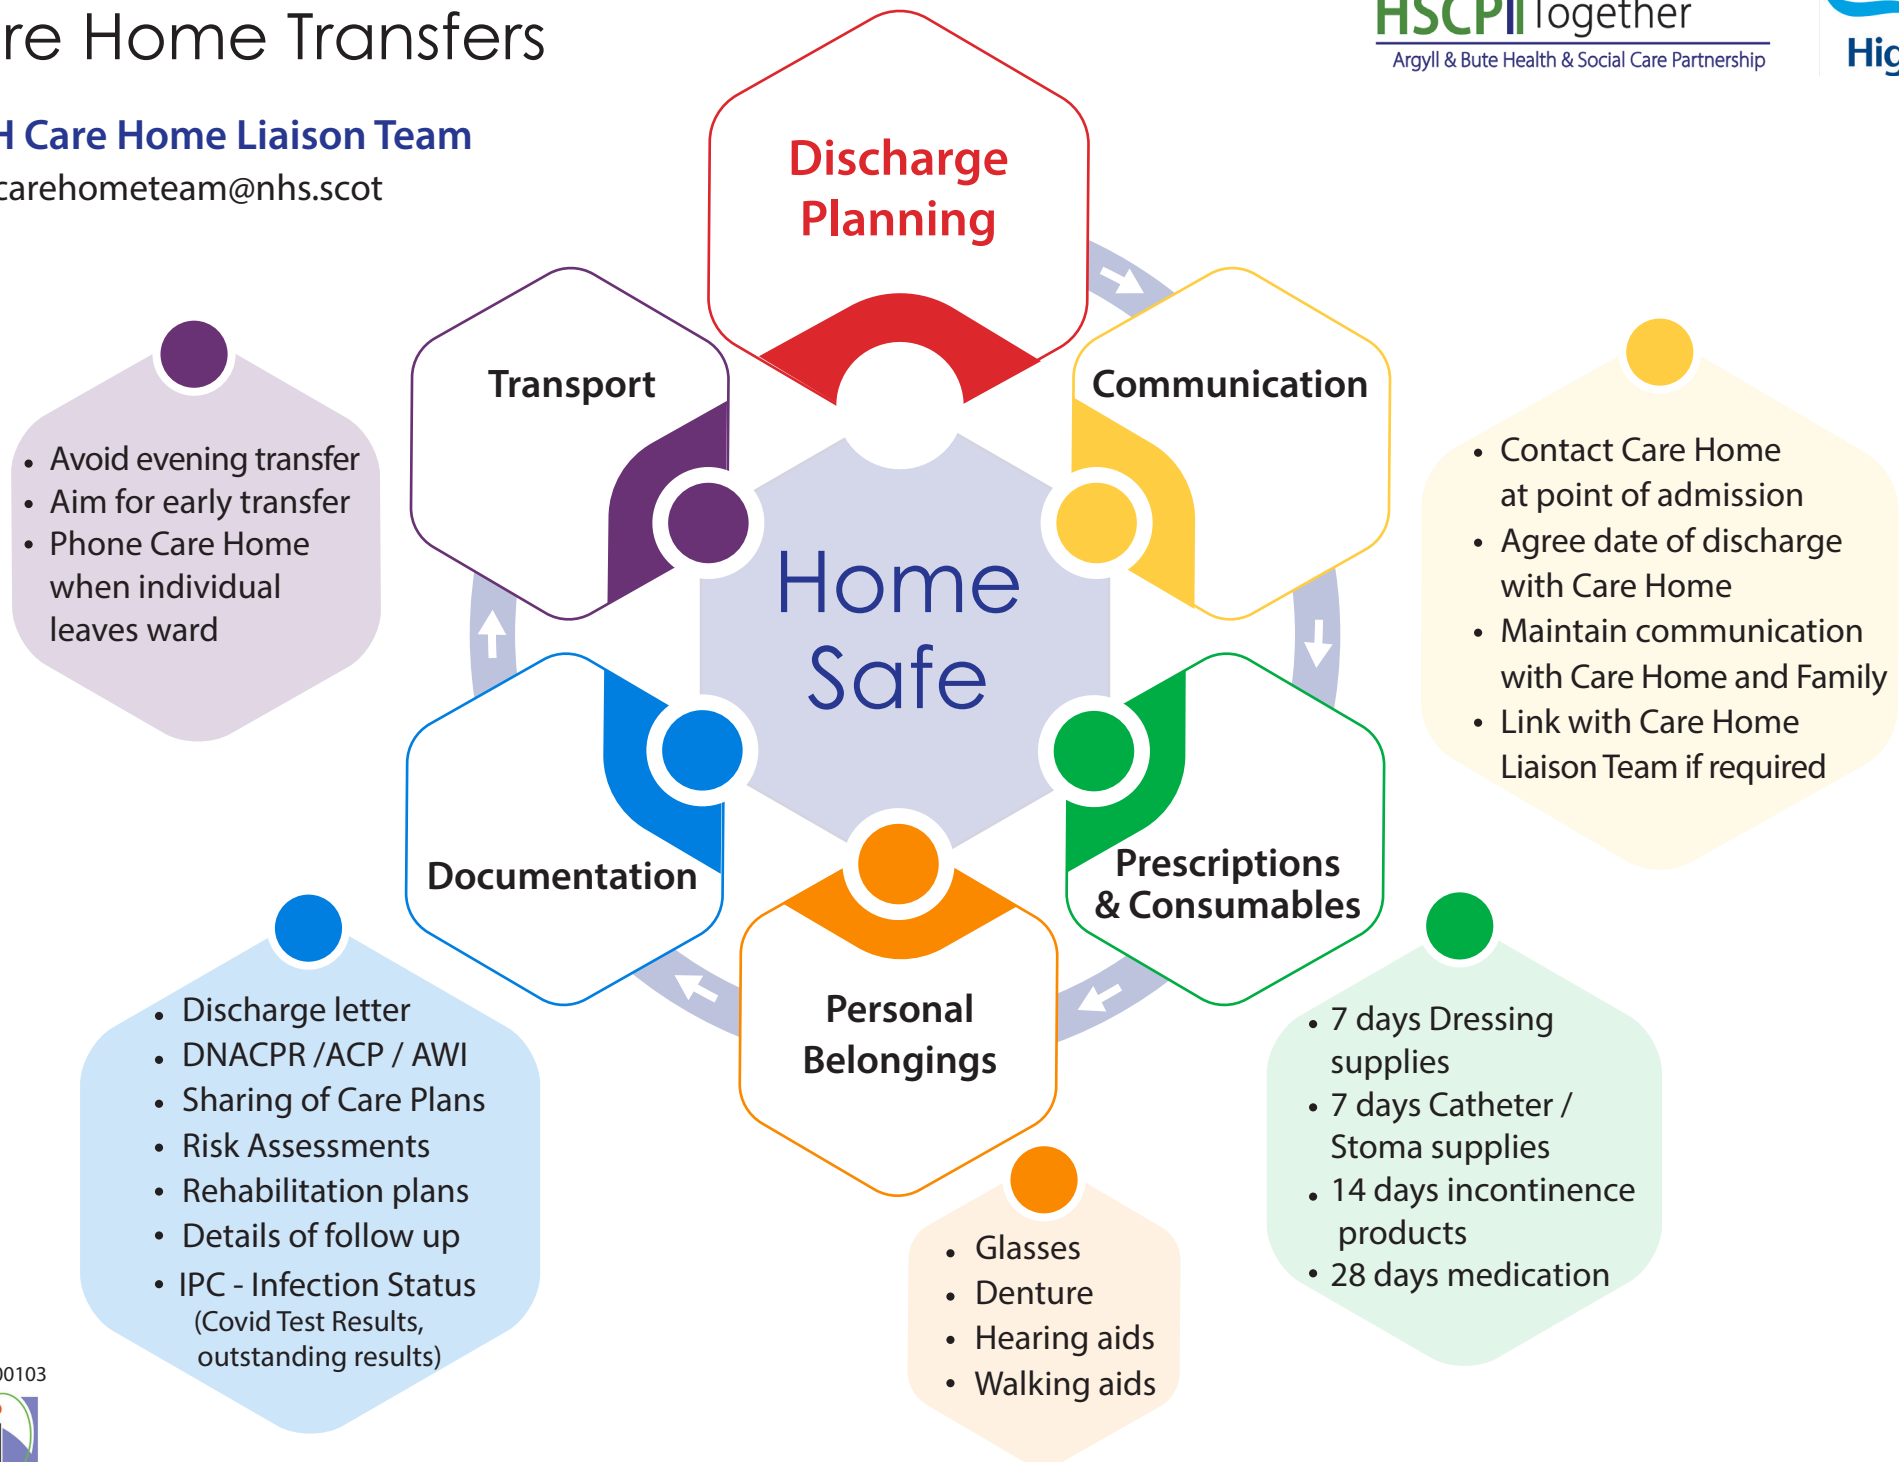 re Home Transfers
HSCP Together
Argyll & Bute Health & Social Care Partnership
Hig
H Care Home Liaison Team
carehometeam@nhs.scot
Discharge
Planning
Transport
Communication
• Avoid evening transfer
• Aim for early transfer
• Phone Care Home
when individual
leaves ward
• Contact Care Home
at point of admission
• Agree date of discharge
with Care Home
• Maintain communication
with Care Home and Family
• Link with Care Home
Liaison Team if required
Home
Safe
Documentation
Prescriptions
& Consumables
Personal
Belongings
• Discharge letter
• DNACPR /ACP / AWI
• Sharing of Care Plans
• Risk Assessments
• Rehabilitation plans
• Details of follow up
• IPC - Infection Status
(Covid Test Results,
outstanding results)
• Glasses
• Denture
• Hearing aids
• Walking aids
• 7 days Dressing
supplies
• 7 days Catheter /
Stoma supplies
• 14 days incontinence
products
• 28 days medication
00103